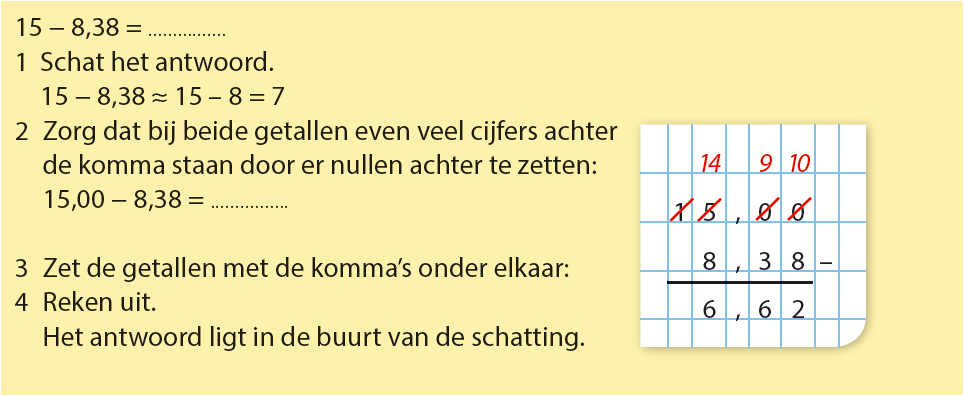 15 – 8,38 = ................
1 Schat het antwoord.
15 – 8,38 ≈ 15 – 8 = 7
2 Zorg dat bij beide getallen even veel cijfers achter
de komma staan door er nullen achter te zetten:
15,00 – 8,38 = ................
3 Zet de getallen met de komma’s onder elkaar:
4 Reken uit.
Het antwoord ligt in de buurt van de schatting.
14 9 10
1 5 , 0 0
8 , 3 8 –
6 , 6 2